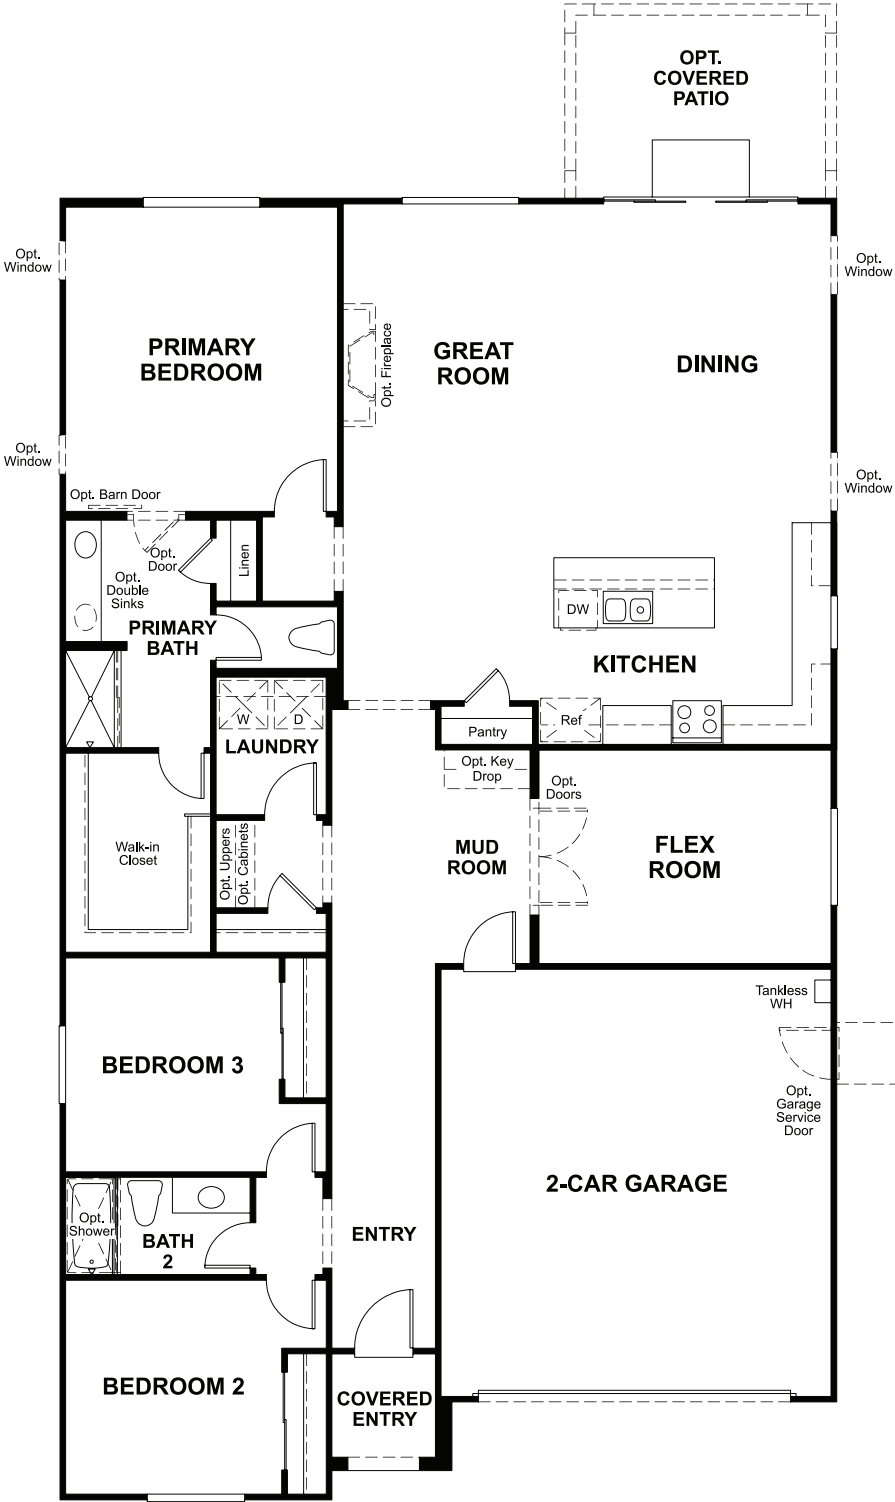 OPT.
COVERED
PATIO
Opt.
Window
Opt.
Window
PRIMARY
BEDROOM
Opt. Fireplace
GREAT
ROOM
DINING
Opt.
Window
Opt.
Window
Opt. Barn Door
Opt.
Door
Linen
Opt.
Double
Sinks
DW
PRIMARY
BATH
KITCHEN
W
D
LAUNDRY
Ref
Pantry
Opt. Key
Drop
Opt.
Doors
Walk-in
Closet
Opt. Uppers
Opt. Cabinets
MUD
ROOM
FLEX
ROOM
Tankless
WH
BEDROOM 3
Opt.
Garage
Service
Door
2-CAR GARAGE
Opt.
Shower
BATH
2
ENTRY
BEDROOM 2
COVERED
ENTRY